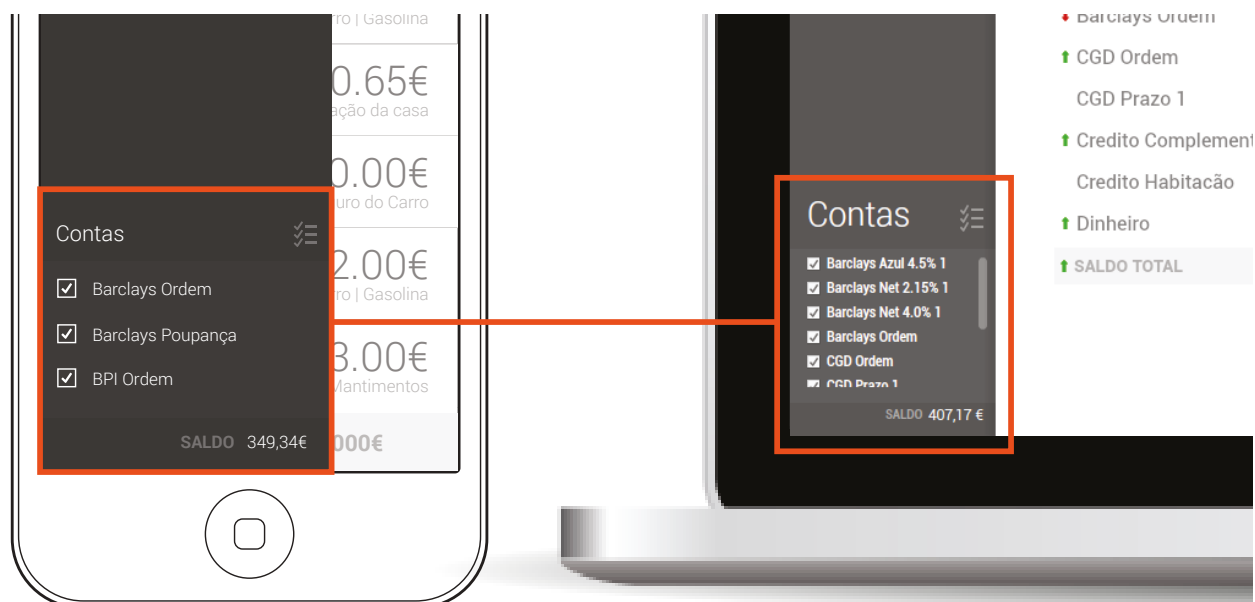 ro | Gasolina
0.65€
ação da casa
0.00€
uro do Carro
2.00€
ro | Gasolina
3.00€
Mantimentos
000€
Contas
Barclays Ordem
Barclays Poupança
BPI Ordem
SALDO 349,34€
Contas
Barclays Azul 4.5% 1
Barclays Net 2.15% 1
Barclays Net 4.0% 1
Barclays Ordem
CGD Ordem
CGD Prazo 1
SALDO 407,17 €
Barclays Ordem
CGD Ordem
CGD Prazo 1
Credito Complement
Credito Habitacão
Dinheiro
SALDO TOTAL